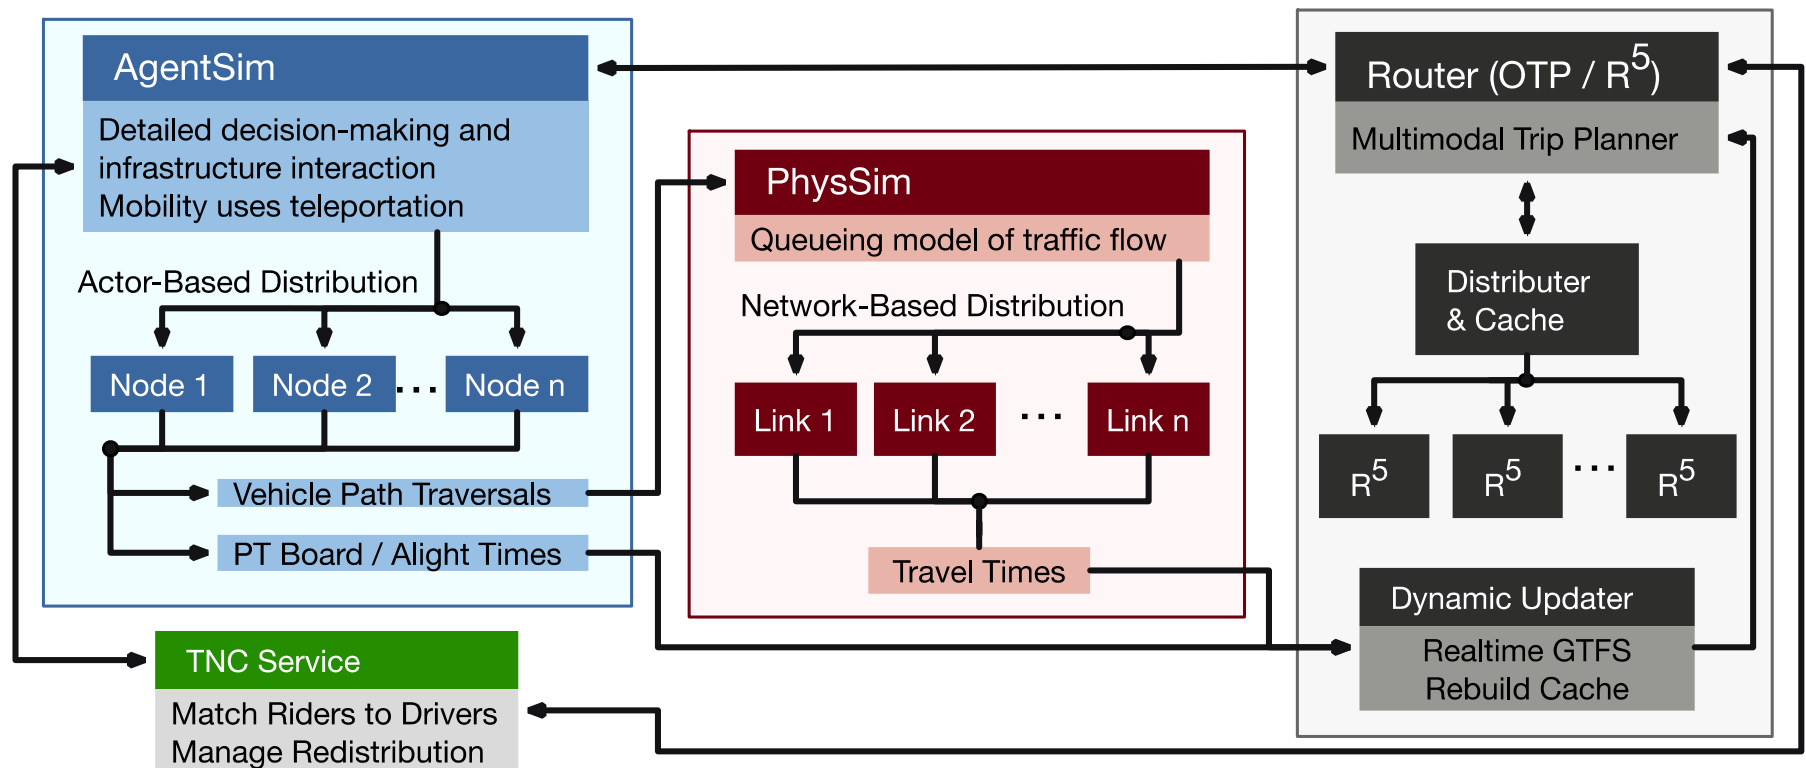 AgentSim
Detailed decision-making and
infrastructure interaction
Mobility uses teleportation
Actor-Based Distribution
Node 1
Node 2
...
Node n
Vehicle Path Traversals
PT Board / Alight Times
TNC Service
Match Riders to Drivers
Manage Redistribution
PhysSim
Queueing model of traffic flow
Network-Based Distribution
Link 1
Link 2
...
Link n
Travel Times
Router (OTP / R⁵)
Multimodal Trip Planner
Distributer
& Cache
R⁵
R⁵
...
R⁵
Dynamic Updater
Realtime GTFS
Rebuild Cache